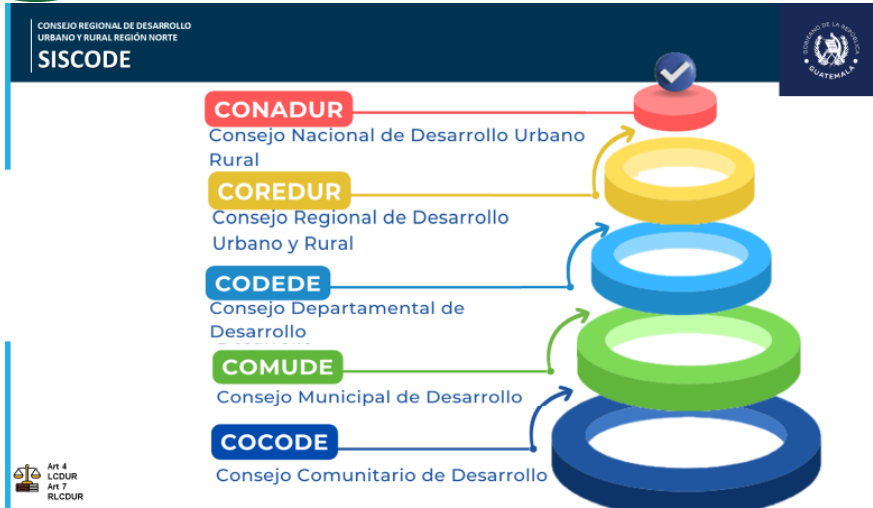 CONSEJO REGIONAL DE DESARROLLO
URBANO Y RURAL REGIÓN NORTE
SISCODE
GOBIERNO DE LA REPÚBLICA
GUATEMALA
CONADUR
Consejo Nacional de Desarrollo Urbano
Rural
COREDUR
Consejo Regional de Desarrollo
Urbano y Rural
CODEDE
Consejo Departamental de
Desarrollo
COMUDE
Consejo Municipal de Desarrollo
COCODE
Consejo Comunitario de Desarrollo
Art 4
LCDUR
Art 7
RLCDUR